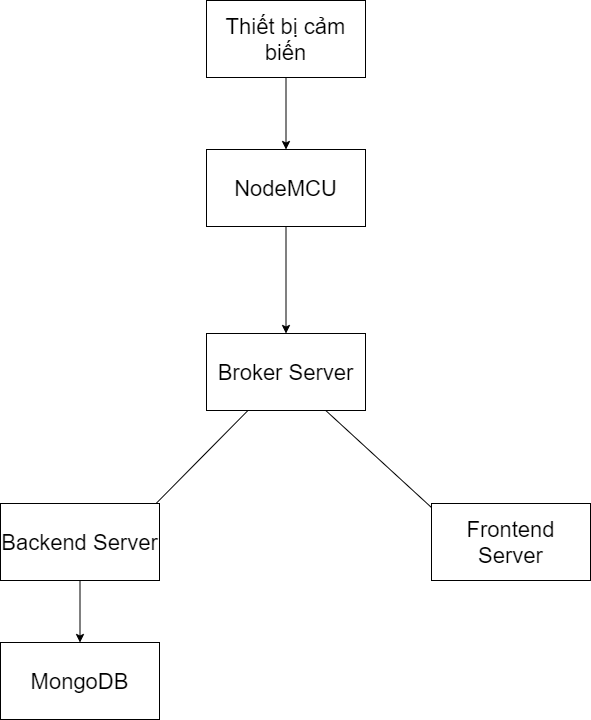 Thiết bị cảm
biến
NodeMCU
Broker Server
Backend Server
Frontend
Server
MongoDB